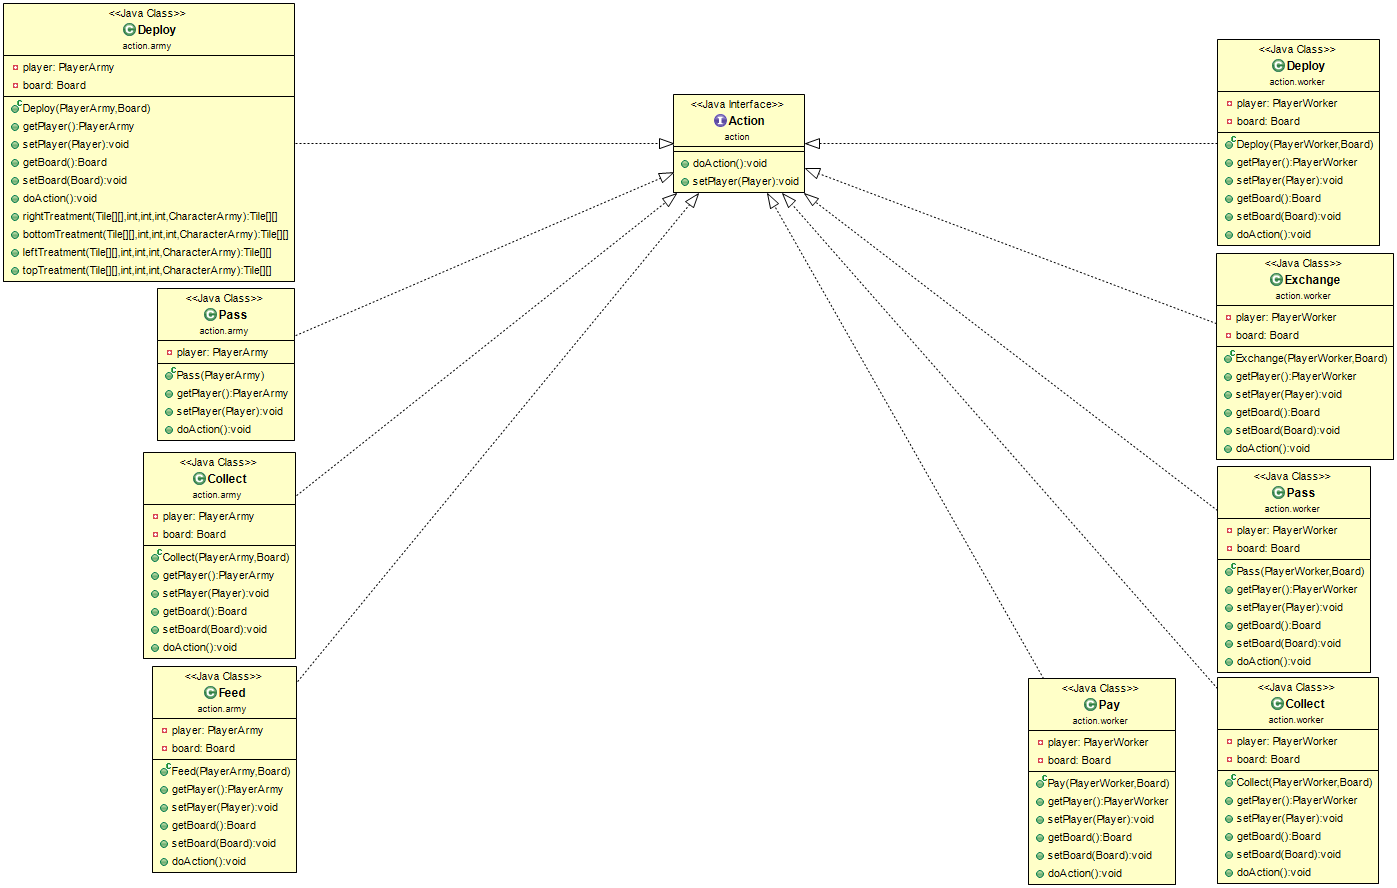 <<Java Class>>
Deploy
action.army
player: PlayerArmy
board: Board
Deploy(PlayerArmy,Board)
getPlayer():PlayerArmy
setPlayer(Player):void
getBoard():Board
setBoard(Board):void
doAction():void
rightTreatment(Tile[][],int,int,int,CharacterArmy):Tile[][]
bottomTreatment(Tile[][],int,int,int,CharacterArmy):Tile[][]
leftTreatment(Tile[][],int,int,int,CharacterArmy):Tile[][]
topTreatment(Tile[][],int,int,int,CharacterArmy):Tile[][]
<<Java Class>>
Pass
action.army
player: PlayerArmy
Pass(PlayerArmy)
getPlayer():PlayerArmy
setPlayer(Player):void
doAction():void
<<Java Class>>
Collect
action.army
player: PlayerArmy
board: Board
Collect(PlayerArmy,Board)
getPlayer():PlayerArmy
setPlayer(Player):void
getBoard():Board
setBoard(Board):void
doAction():void
<<Java Class>>
Feed
action.army
player: PlayerArmy
board: Board
Feed(PlayerArmy,Board)
getPlayer():PlayerArmy
setPlayer(Player):void
getBoard():Board
setBoard(Board):void
doAction():void
<<Java Interface>>
Action
action
doAction():void
setPlayer(Player):void
<<Java Class>>
Deploy
action.worker
player: PlayerWorker
board: Board
Deploy(PlayerWorker,Board)
getPlayer():PlayerWorker
setPlayer(Player):void
getBoard():Board
setBoard(Board):void
doAction():void
<<Java Class>>
Exchange
action.worker
player: PlayerWorker
board: Board
Exchange(PlayerWorker,Board)
getPlayer():PlayerWorker
setPlayer(Player):void
getBoard():Board
setBoard(Board):void
doAction():void
<<Java Class>>
Pass
action.worker
player: PlayerWorker
board: Board
Pass(PlayerWorker,Board)
getPlayer():PlayerWorker
setPlayer(Player):void
getBoard():Board
setBoard(Board):void
doAction():void
<<Java Class>>
Pay
action.worker
player: PlayerWorker
board: Board
Pay(PlayerWorker,Board)
getPlayer():PlayerWorker
setPlayer(Player):void
getBoard():Board
setBoard(Board):void
doAction():void
<<Java Class>>
Collect
action.worker
player: PlayerWorker
board: Board
Collect(PlayerWorker,Board)
getPlayer():PlayerWorker
setPlayer(Player):void
getBoard():Board
setBoard(Board):void
doAction():void